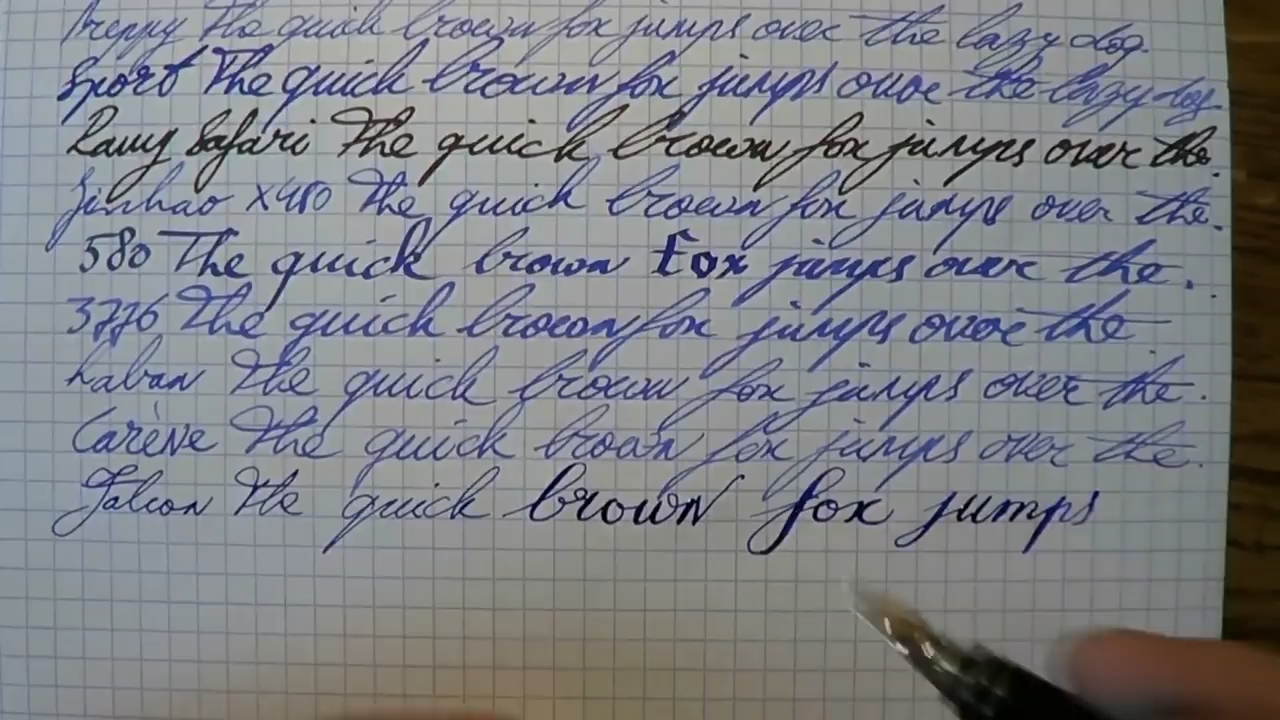 Preppy The quick brown fox jumps over the lazy dog.
Sport The quick brown fox jumps over the lazy dog
Lamy Safari The quick brown fox jumps over the.
Jinhao x450 The quick brown fox jumps over the.
580 The quick brown fox jumps over the.
3776 The quick brown fox jumps over the
Laban The quick brown fox jumps over the.
Carène The quick brown fox jumps over the.
Falcon The quick brown fox jumps